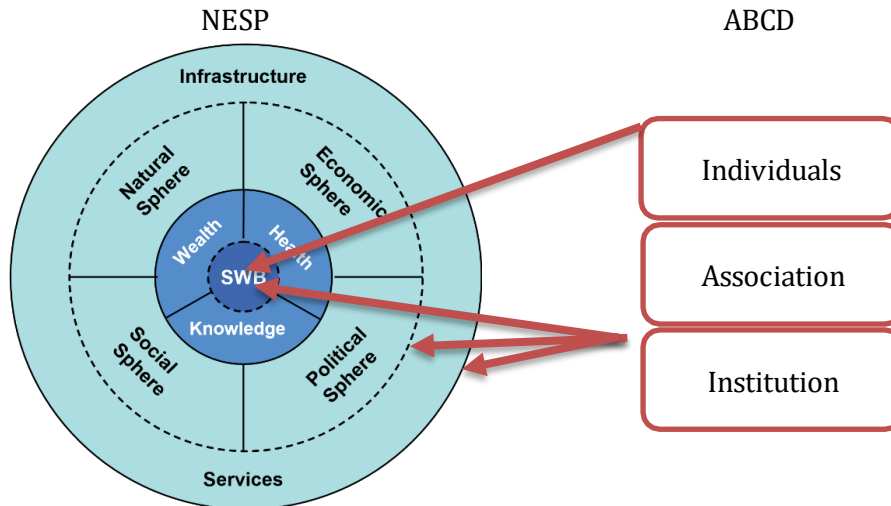 NESP
ABCD
Infrastructure
Natural
Sphere
Economic
Sphere
Wealth
Health
SWB
Knowledge
Social
Sphere
Political
Sphere
Services
Individuals
Association
Institution